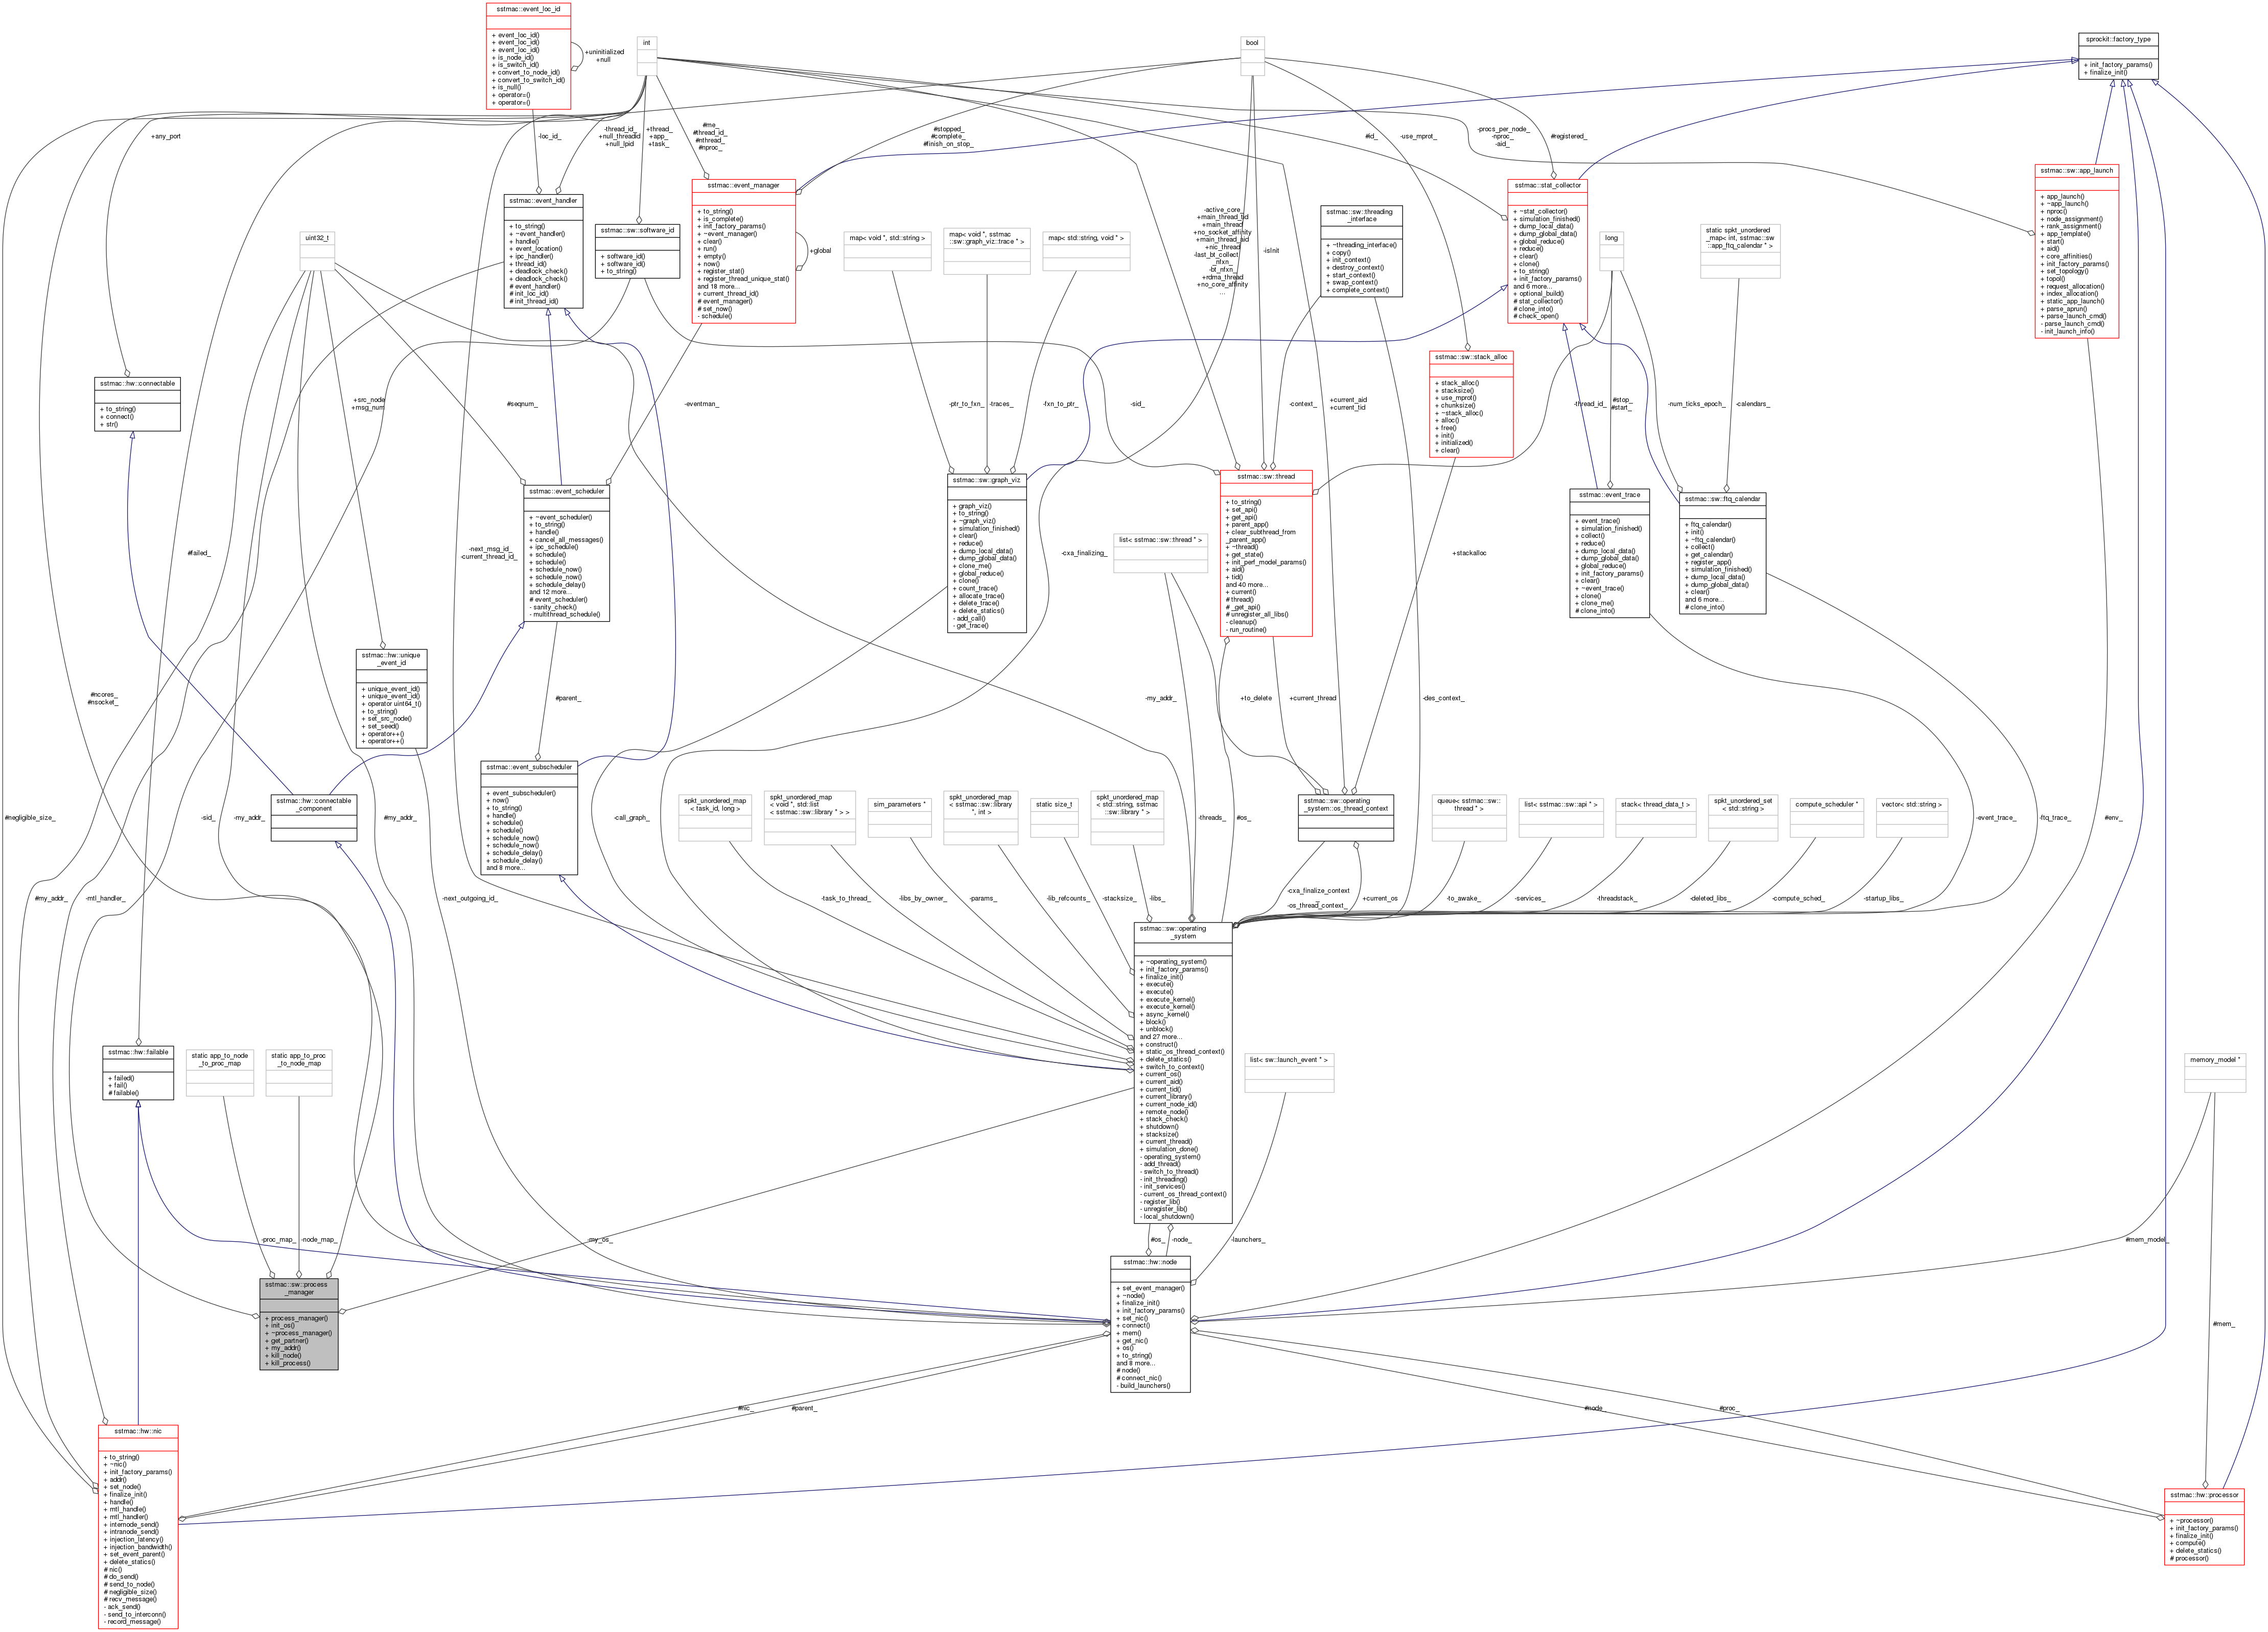 sstmac::event_loc_id
+ event_loc_id()
+ event_loc_id()
+ event_loc_id()
+ is_node_id()
+ is_switch_id()
+ convert_to_node_id()
+ convert_to_switch_id()
+ is_null()
+ operator=()
+ operator=()
+uninitialized
+null
int
bool
sprockit::factory_type
+ init_factory_params()
+ finalize_init()
+any_port
-loc_id_
-thread_id_
+null_threadid
+null_lpid
+thread_
+app_
+task_
#me_
#thread_id_
#nthread_
#nproc_
#stopped_
#complete_
#finish_on_stop_
#id_
-use_mprot_
-procs_per_node_
-nproc_
-aid_
#registered_
sstmac::event_handler
+ to_string()
+ ~event_handler()
+ handle()
+ event_location()
+ ipc_handler()
+ thread_id()
+ deadlock_check()
+ deadlock_check()
# event_handler()
# init_loc_id()
# init_thread_id()
sstmac::sw::software_id
+ software_id()
+ software_id()
+ to_string()
sstmac::event_manager
+ to_string()
+ is_complete()
+ init_factory_params()
+ ~event_manager()
+ clear()
+ run()
+ empty()
+ now()
+ register_stat()
+ register_thread_unique_stat()
and 18 more...
+ current_thread_id()
# event_manager()
# set_now()
- schedule()
+global
uint32_t
map< void *, std::string >
map< void *, sstmac
::sw::graph_viz::trace * >
map< std::string, void * >
-active_core_
+main_thread_tid
+main_thread
+no_socket_affinity
+main_thread_aid
+nic_thread
-last_bt_collect_
_nfxn_
-bt_nfxn_
+rdma_thread
+no_core_affinity
...
-isInit
sstmac::sw::threading
_interface
+ ~threading_interface()
+ copy()
+ init_context()
+ destroy_context()
+ start_context()
+ swap_context()
+ complete_context()
sstmac::stat_collector
+ ~stat_collector()
+ simulation_finished()
+ dump_local_data()
+ dump_global_data()
+ global_reduce()
+ reduce()
+ clear()
+ clone()
+ to_string()
+ init_factory_params()
and 6 more...
+ optional_build()
# stat_collector()
# clone_into()
# check_open()
long
static spkt_unordered
_map< int, sstmac::sw
::app_ftq_calendar * >
sstmac::sw::app_launch
+ app_launch()
+ ~app_launch()
+ nproc()
+ node_assignment()
+ rank_assignment()
+ app_template()
+ start()
+ aid()
+ core_affinities()
+ init_factory_params()
+ set_topology()
+ topol()
+ request_allocation()
+ index_allocation()
+ static_app_launch()
+ parse_aprun()
+ parse_launch_cmd()
- parse_launch_cmd()
- init_launch_info()
sstmac::hw::connectable
+ to_string()
+ connect()
+ str()
+src_node
+msg_num
#seqnum_
-eventman_
-ptr_to_fxn_
-traces_
-fxn_to_ptr_
-sid_
-context_
+current_aid
+current_tid
sstmac::sw::stack_alloc
+ stack_alloc()
+ stacksize()
+ use_mprot()
+ chunksize()
+ ~stack_alloc()
+ alloc()
+ free()
+ init()
+ initialized()
+ clear()
-thread_id_
#stop_
#start_
-num_ticks_epoch_
-calendars_
#failed_
-next_msg_id_
-current_thread_id_
sstmac::event_scheduler
+ ~event_scheduler()
+ to_string()
+ handle()
+ cancel_all_messages()
+ ipc_schedule()
+ schedule()
+ schedule()
+ schedule_now()
+ schedule_now()
+ schedule_delay()
and 12 more...
# event_scheduler()
- sanity_check()
- multithread_schedule()
sstmac::sw::graph_viz
+ graph_viz()
+ to_string()
+ ~graph_viz()
+ simulation_finished()
+ clear()
+ reduce()
+ dump_local_data()
+ dump_global_data()
+ clone_me()
+ global_reduce()
+ clone()
+ count_trace()
+ allocate_trace()
+ delete_trace()
+ delete_statics()
- add_call()
- get_trace()
-cxa_finalizing_
list< sstmac::sw::thread * >
sstmac::sw::thread
+ to_string()
+ set_api()
+ get_api()
+ parent_app()
+ clear_subthread_from
_parent_app()
+ ~thread()
+ get_state()
+ init_perf_model_params()
+ aid()
+ tid()
and 40 more...
+ current()
# thread()
# _get_api()
# unregister_all_libs()
- cleanup()
- run_routine()
+stackalloc
sstmac::event_trace
+ event_trace()
+ simulation_finished()
+ collect()
+ reduce()
+ dump_local_data()
+ dump_global_data()
+ global_reduce()
+ init_factory_params()
+ clear()
+ ~event_trace()
+ clone()
+ clone_me()
# clone_into()
sstmac::sw::ftq_calendar
+ ftq_calendar()
+ init()
+ ~ftq_calendar()
+ collect()
+ get_calendar()
+ register_app()
+ simulation_finished()
+ dump_local_data()
+ dump_global_data()
+ clear()
and 6 more...
# clone_into()
sstmac::hw::unique
_event_id
+ unique_event_id()
+ unique_event_id()
+ operator uint64_t()
+ to_string()
+ set_src_node()
+ set_seed()
+ operator++()
+ operator++()
#ncores_
#nsocket_
#parent_
-my_addr_
+to_delete
+current_thread
-des_context_
sstmac::event_subscheduler
+ event_subscheduler()
+ now()
+ to_string()
+ handle()
+ schedule()
+ schedule()
+ schedule_now()
+ schedule_now()
+ schedule_delay()
+ schedule_delay()
and 8 more...
sstmac::hw::connectable
_component
#negligible_size_
-sid_
-my_addr_
#my_addr_
-call_graph_
spkt_unordered_map
< task_id, long >
spkt_unordered_map
< void *, std::list
< sstmac::sw::library * > >
sim_parameters *
spkt_unordered_map
< sstmac::sw::library
*, int >
static size_t
spkt_unordered_map
< std::string, sstmac
::sw::library * >
-threads_
#os_
sstmac::sw::operating
_system::os_thread_context
queue< sstmac::sw::
thread * >
list< sstmac::sw::api * >
stack< thread_data_t >
spkt_unordered_set
< std::string >
compute_scheduler *
vector< std::string >
-event_trace_
-ftq_trace_
#env_
#my_addr_
-mtl_handler_
-next_outgoing_id_
-task_to_thread_
-libs_by_owner_
-params_
-lib_refcounts_
-stacksize_
-libs_
-cxa_finalize_context
_
-os_thread_context_
+current_os
-to_awake_
-services_
-threadstack_
-deleted_libs_
-compute_sched_
-startup_libs_
sstmac::sw::operating
_system
+ ~operating_system()
+ init_factory_params()
+ finalize_init()
+ execute()
+ execute()
+ execute_kernel()
+ execute_kernel()
+ async_kernel()
+ block()
+ unblock()
and 27 more...
+ construct()
+ static_os_thread_context()
+ delete_statics()
+ switch_to_context()
+ current_os()
+ current_aid()
+ current_tid()
+ current_library()
+ current_node_id()
+ remote_node()
+ stack_check()
+ shutdown()
+ stacksize()
+ current_thread()
+ simulation_done()
- operating_system()
- add_thread()
- switch_to_thread()
- init_threading()
- init_services()
- current_os_thread_context()
- register_lib()
- unregister_lib()
- local_shutdown()
sstmac::hw::failable
+ failed()
+ fail()
# failable()
static app_to_node
_to_proc_map
static app_to_proc
_to_node_map
list< sw::launch_event * >
memory_model *
-proc_map_
-node_map_
-my_os_
#os_
-node_
-launchers_
#mem_model_
sstmac::sw::process
_manager
+ process_manager()
+ init_os()
+ ~process_manager()
+ get_partner()
+ my_addr()
+ kill_node()
+ kill_process()
sstmac::hw::node
+ set_event_manager()
+ ~node()
+ finalize_init()
+ init_factory_params()
+ set_nic()
+ connect()
+ mem()
+ get_nic()
+ os()
+ to_string()
and 8 more...
# node()
# connect_nic()
- build_launchers()
#mem_
#nic_
#parent_
#node_
#proc_
sstmac::hw::nic
+ to_string()
+ ~nic()
+ init_factory_params()
+ addr()
+ set_node()
+ finalize_init()
+ handle()
+ mtl_handle()
+ mtl_handler()
+ internode_send()
+ intranode_send()
+ injection_latency()
+ injection_bandwidth()
+ set_event_parent()
+ delete_statics()
# nic()
# do_send()
# send_to_node()
# negligible_size()
# recv_message()
- ack_send()
- send_to_interconn()
- record_message()
sstmac::hw::processor
+ ~processor()
+ init_factory_params()
+ finalize_init()
+ compute()
+ delete_statics()
# processor()